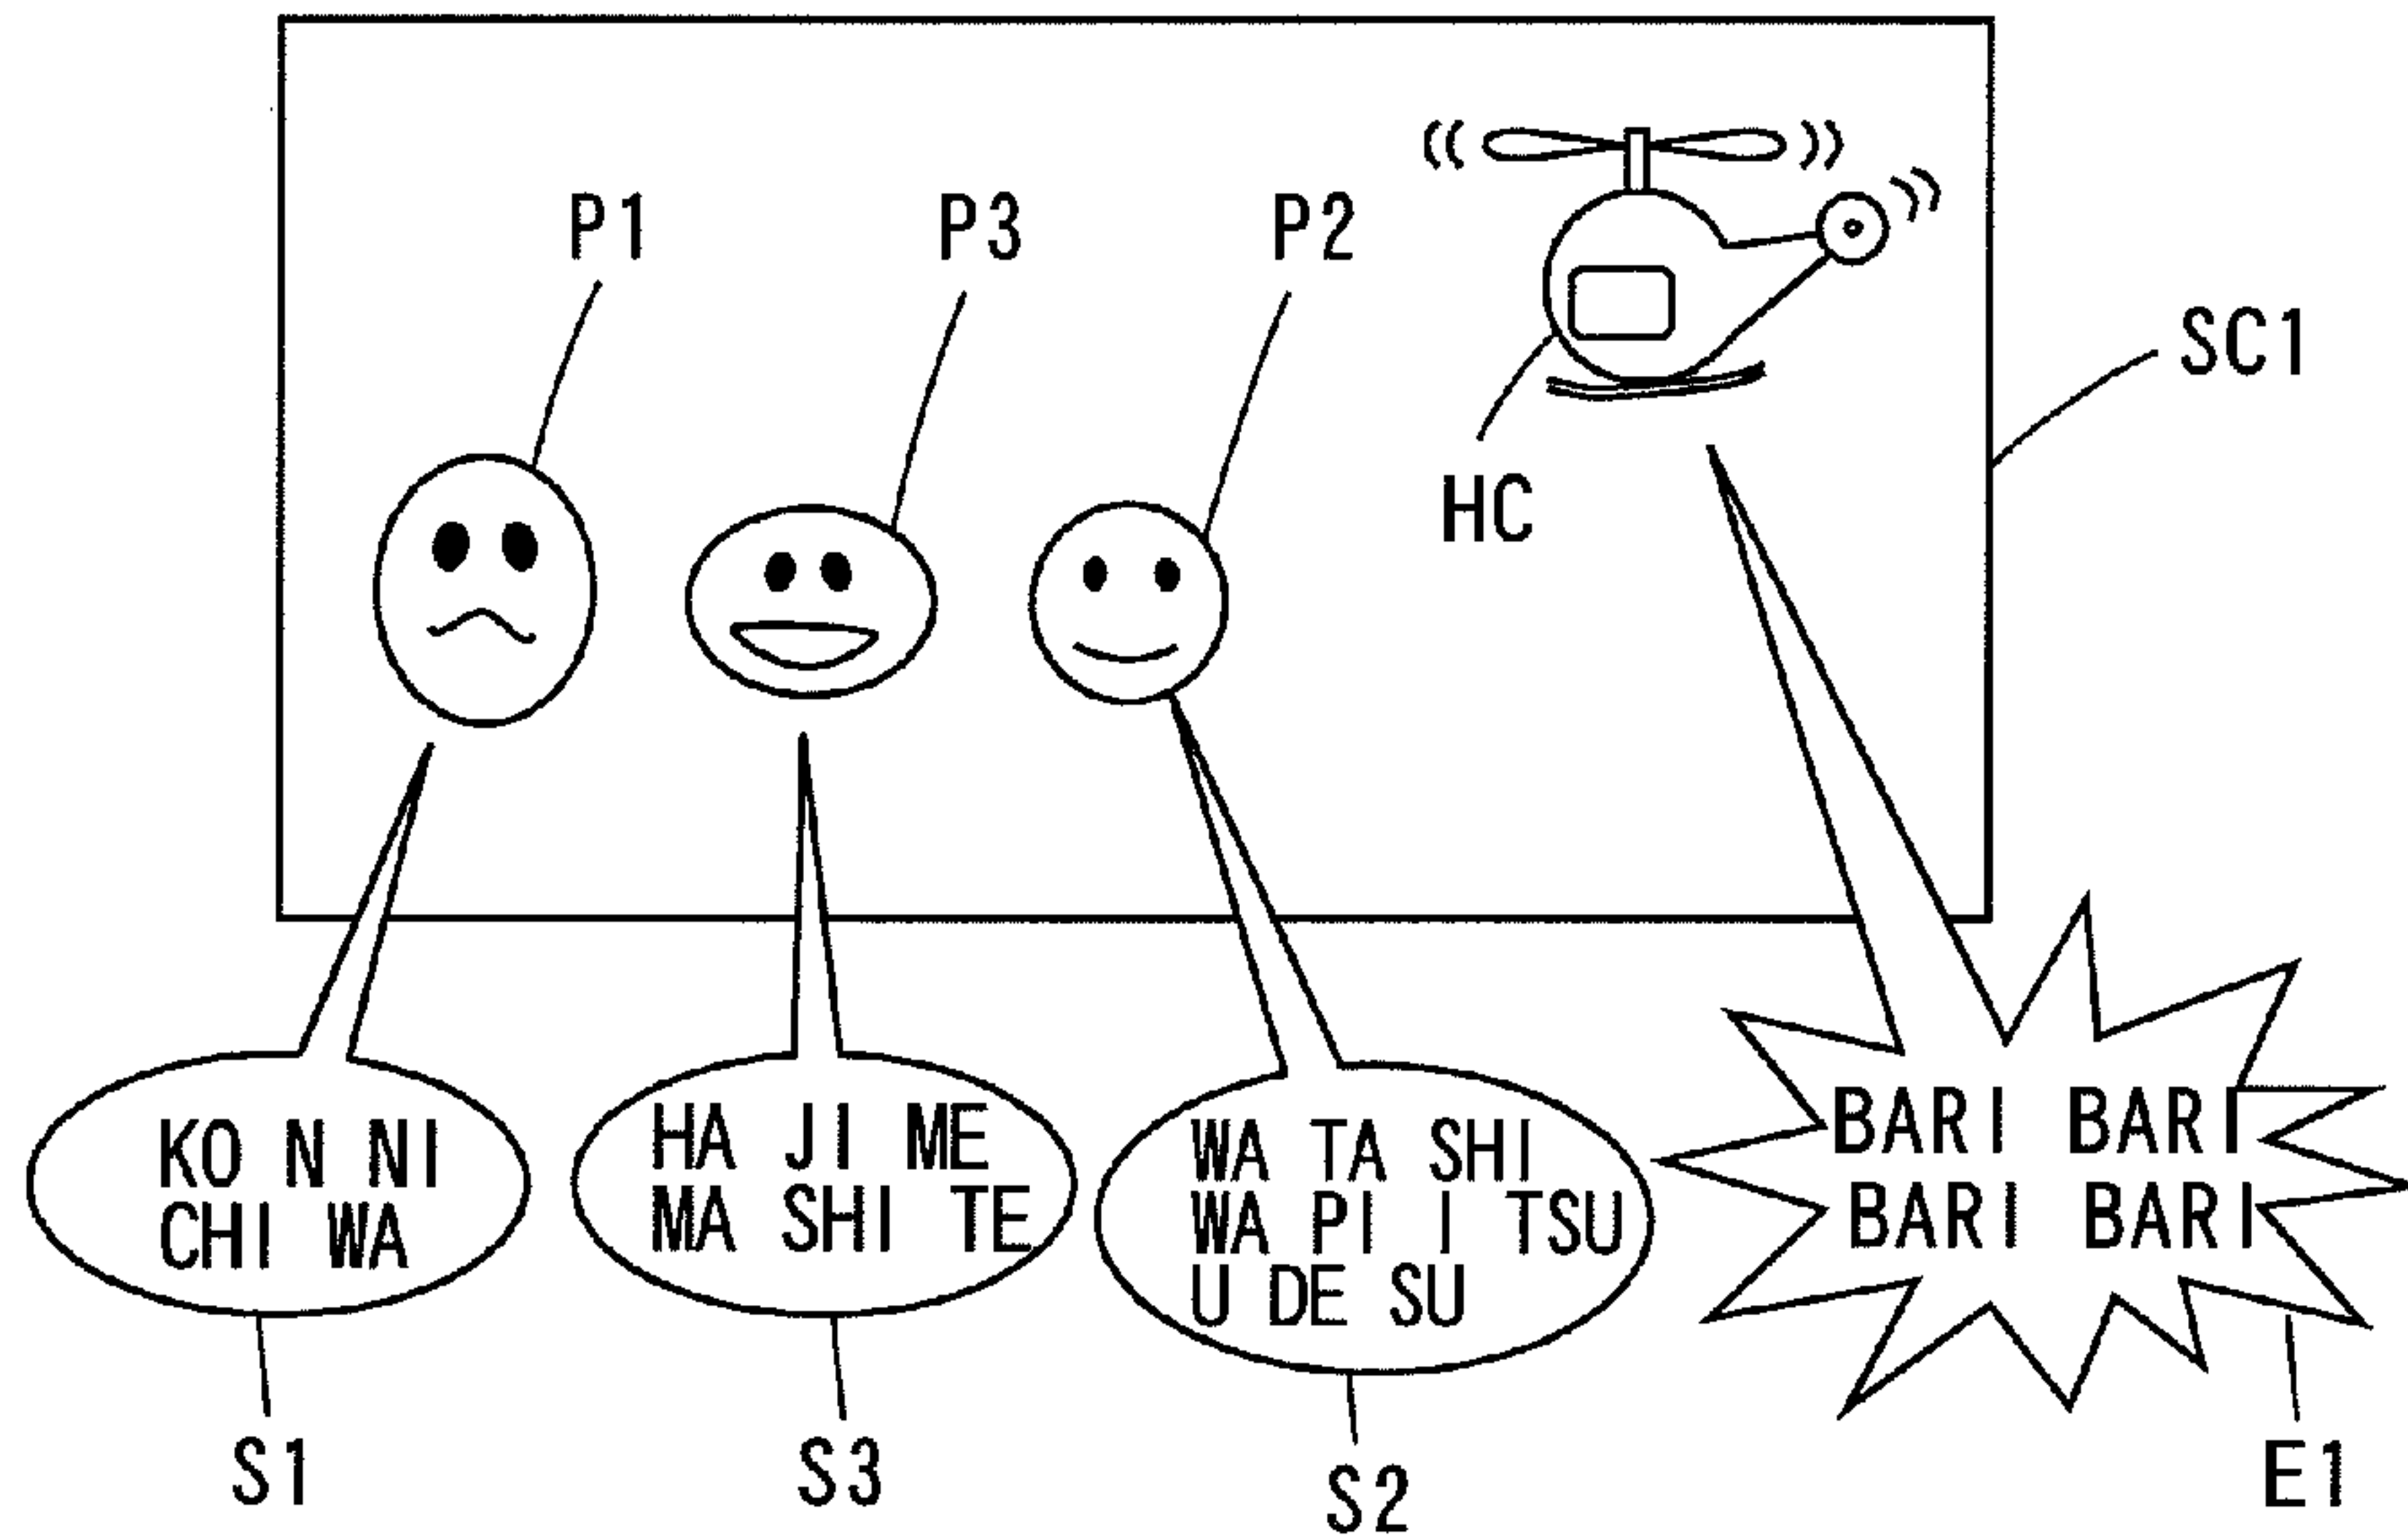 P1
P3
P2
SC1
HC
KO N NI
CHI WA
HA JI ME
MA SHI TE
WA TA SHI
WA PI I TSU
U DE SU
BARI BARI
BARI BARI
S1
S3
S2
E1